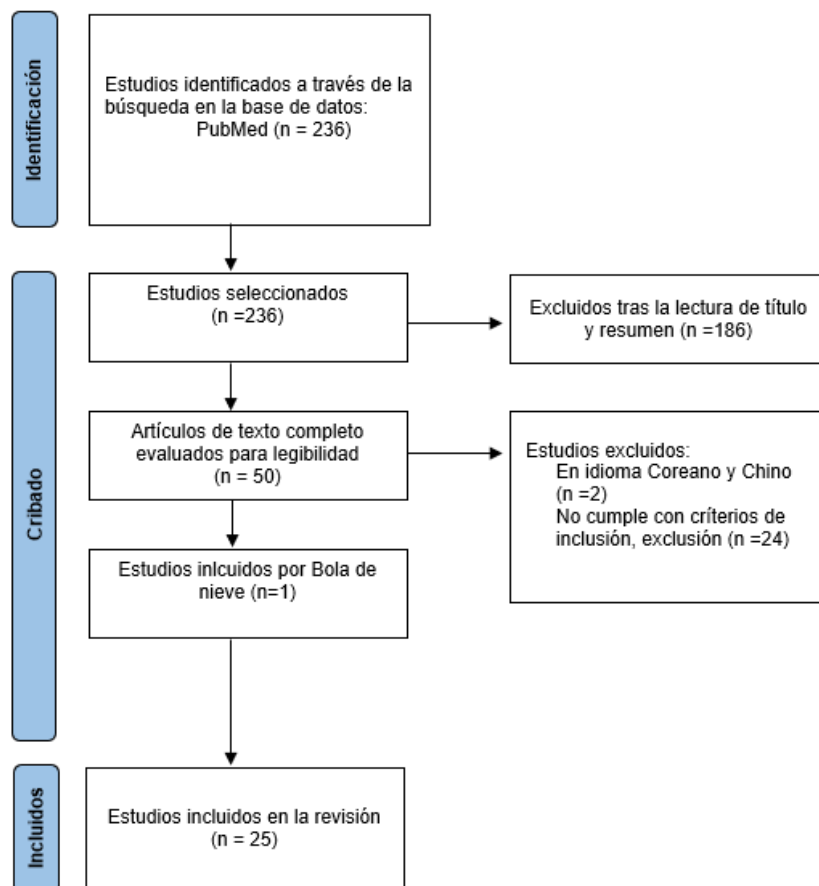 Identificación
Estudios identificados a través de la
búsqueda en la base de datos:
PubMed (n = 236)
Cribado
Estudios seleccionados
(n =236)
Excluidos tras la lectura de título
y resumen (n =186)
Artículos de texto completo
evaluados para legibilidad
(n = 50)
Estudios excluidos:
En idioma Coreano y Chino
(n =2)
No cumple con critérios de
inclusión, exclusión (n =24)
Estudios inlcuidos por Bola de
nieve (n=1)
Incluidos
Estudios incluidos en la revisión
(n = 25)